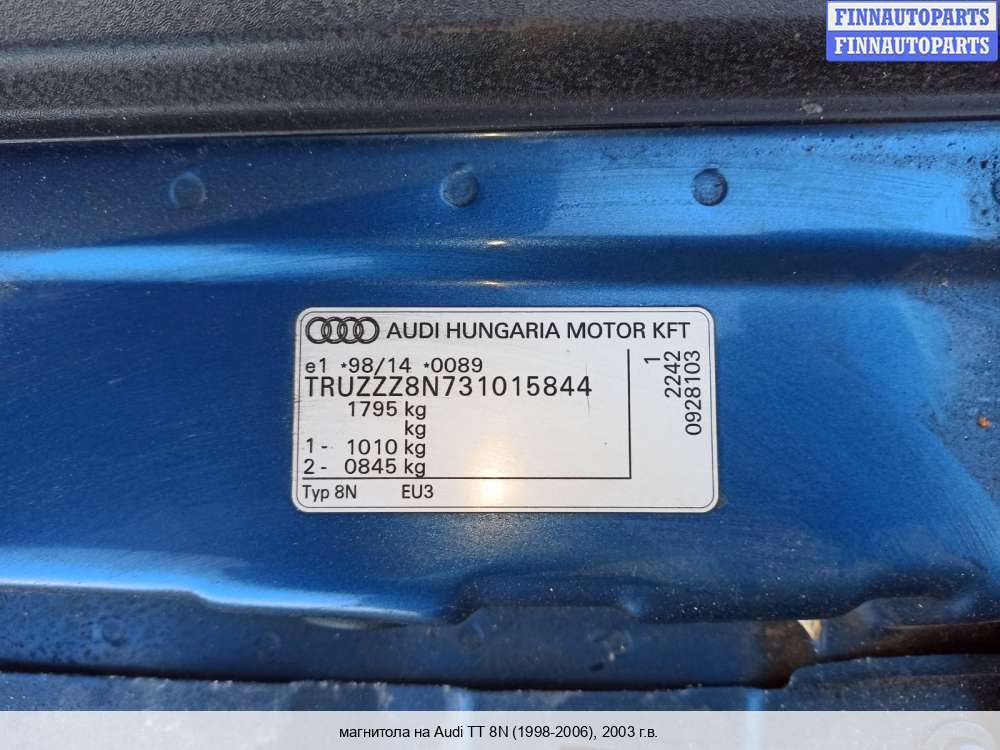 FINNAUTOPARTS
FINNAUTOPARTS
AUDI HUNGARIA MOTOR KFT
e1 *98/14 *0089
TRUZZZ8N731015844
1795 kg
kg
1- 1010 kg
2- 0845 kg
Typ 8N EU3
1
2242
0928103
магнитола на Audi TT 8N (1998-2006), 2003 г.в.